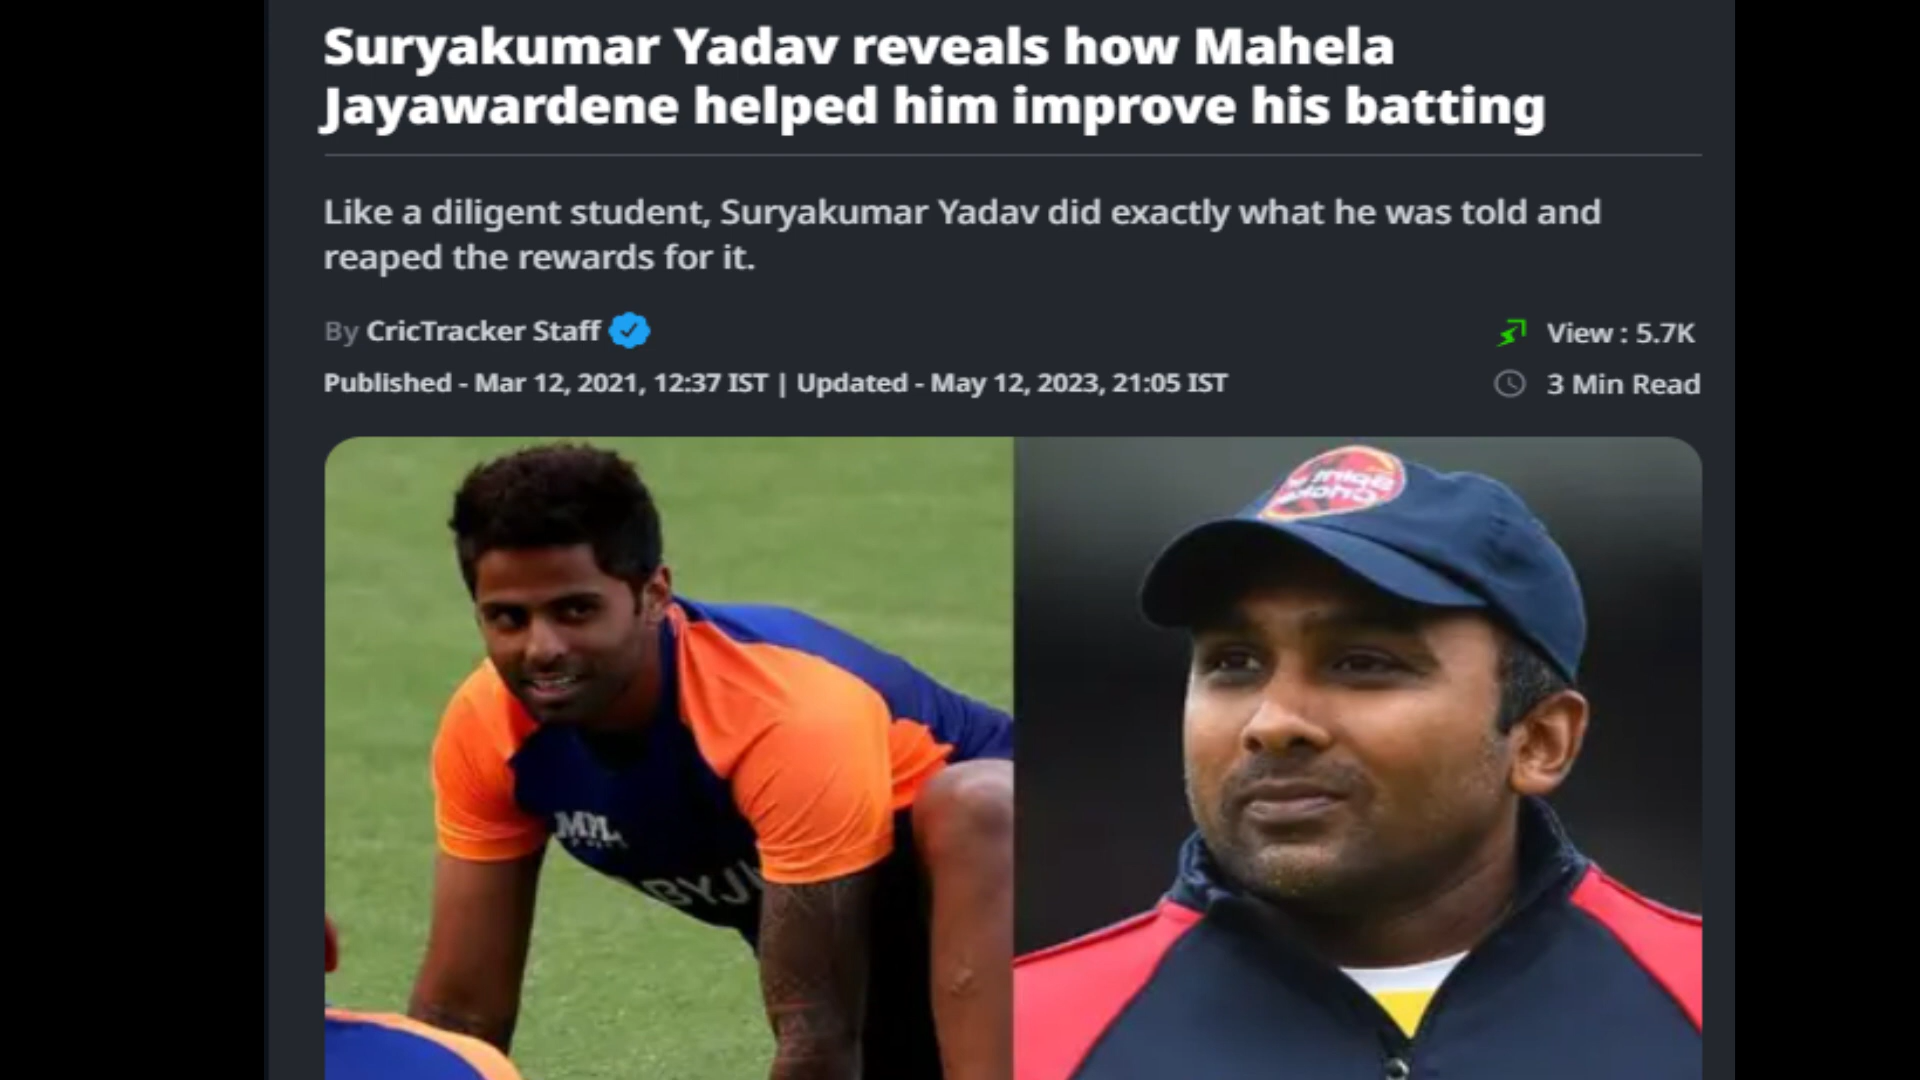 Suryakumar Yadav reveals how Mahela
Jayawardene helped him improve his batting
Like a diligent student, Suryakumar Yadav did exactly what he was told and
reaped the rewards for it.
By CricTracker Staff
View : 5.7K
Published - Mar 12, 2021, 12:37 IST | Updated - May 12, 2023, 21:05 IST
3 Min Read
MPL
BYJU